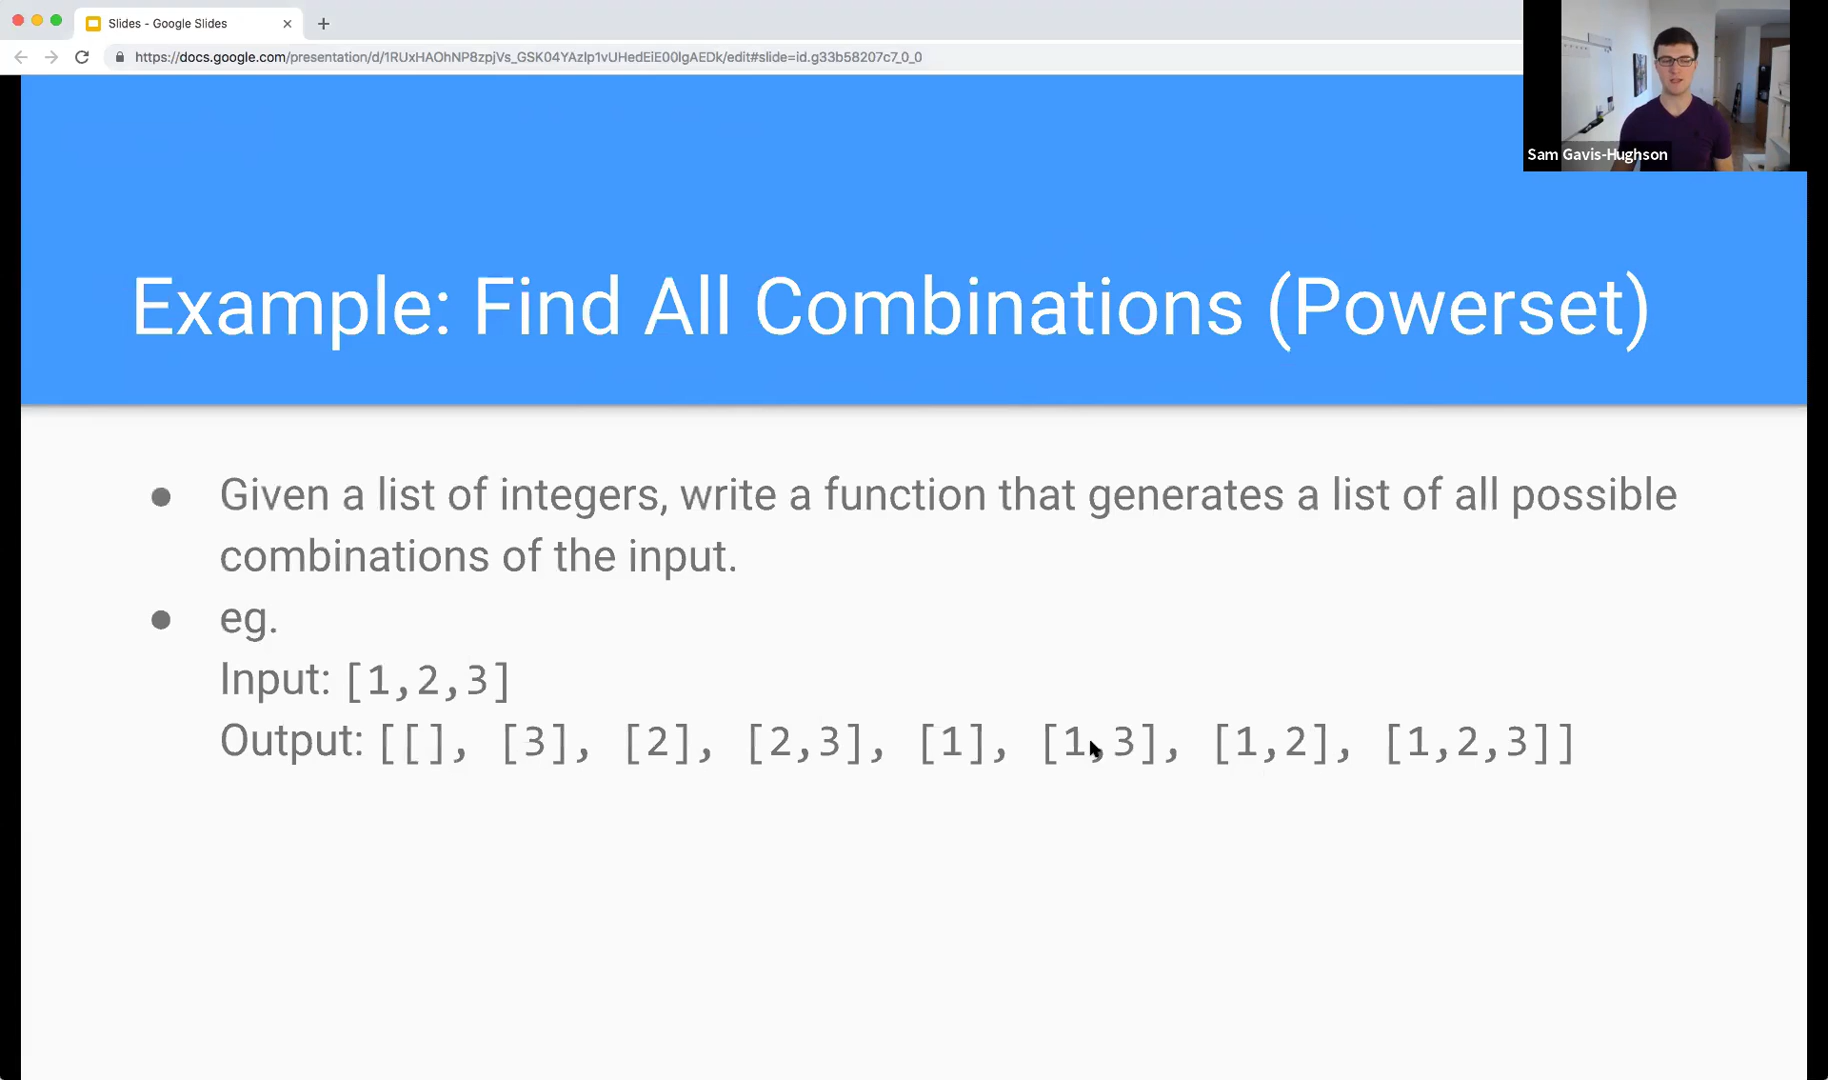 Slides - Google Slides
https://docs.google.com/presentation/d/1RUxHAOhNP8zpjVs_GSK04YAzlp1vUHedEiE00lgAEDk/edit#slide=id.g33b58207c7_0_0
Sam Gavis-Hughson
Example: Find All Combinations (Powerset)
● Given a list of integers, write a function that generates a list of all possible
combinations of the input.
● eg.
Input: [1,2,3]
Output: [[], [3], [2], [2,3], [1], [1,3], [1,2], [1,2,3]]